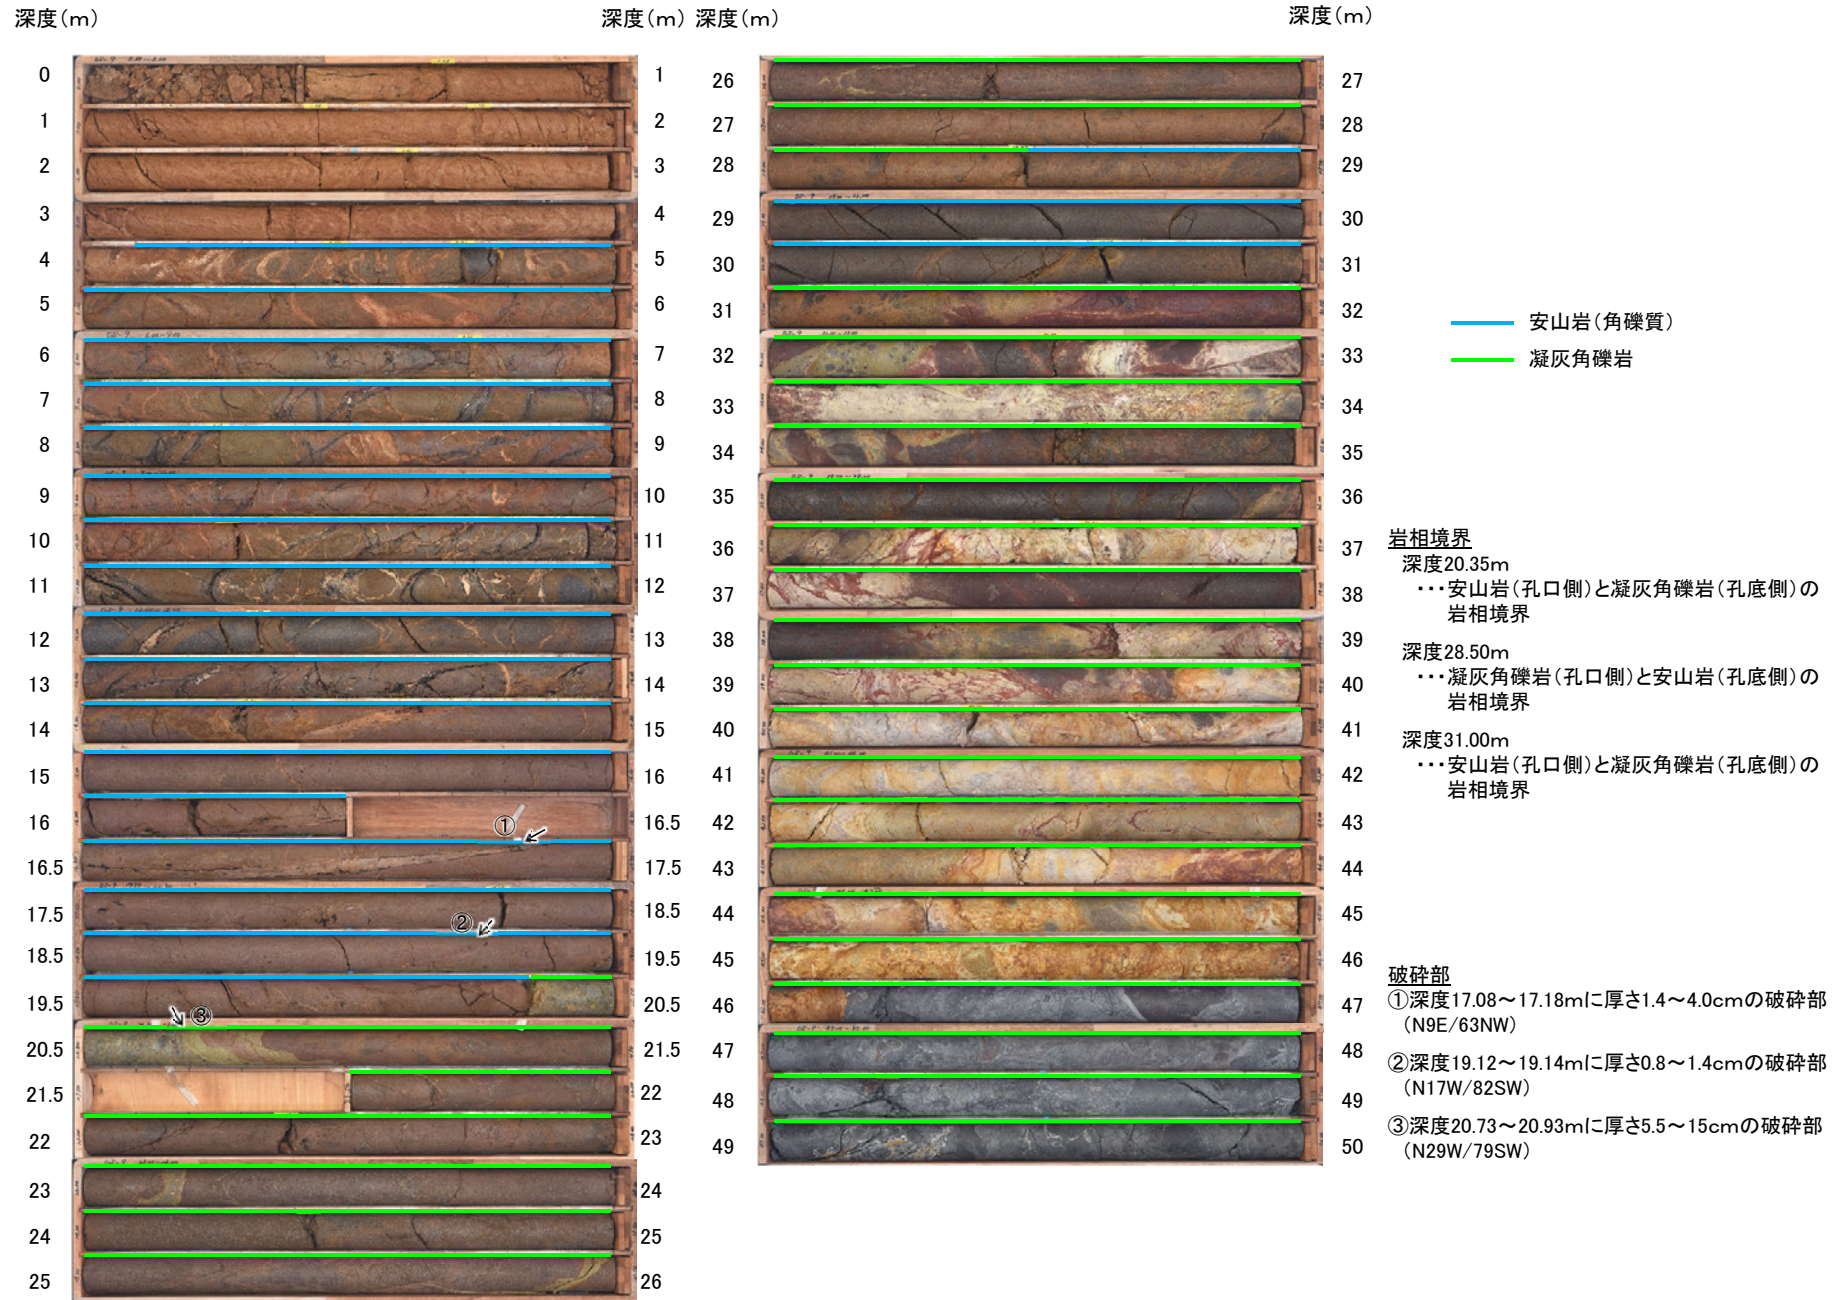 深度（m）
深度（m）
深度（m）
深度（m）
0 1
1 2
2 3
3 4
4 5
5 6
6 7
7 8
8 9
9 10
10 11
11 12
12 13
13 14
14 15
15 16
16 16.5
①
16.5 17.5
17.5 18.5
②
18.5 19.5
19.5 20.5
③
20.5 21.5
21.5 22
22 23
23 24
24 25
25 26
26 27
27 28
28 29
29 30
30 31
31 32
32 33
33 34
34 35
35 36
36 37
37 38
38 39
39 40
40 41
41 42
42 43
43 44
44 45
45 46
46 47
47 48
48 49
49 50
安山岩（角礫質）
凝灰角礫岩
岩相境界
深度20.35m
･･･安山岩（孔口側）と凝灰角礫岩（孔底側）の
岩相境界
深度28.50m
･･･凝灰角礫岩（孔口側）と安山岩（孔底側）の
岩相境界
深度31.00m
･･･安山岩（孔口側）と凝灰角礫岩（孔底側）の
岩相境界
破砕部
①深度17.08～17.18mに厚さ1.4～4.0cmの破砕部
（N9E/63NW）
②深度19.12～19.14mに厚さ0.8～1.4cmの破砕部
（N17W/82SW）
③深度20.73～20.93mに厚さ5.5～15cmの破砕部
（N29W/79SW）